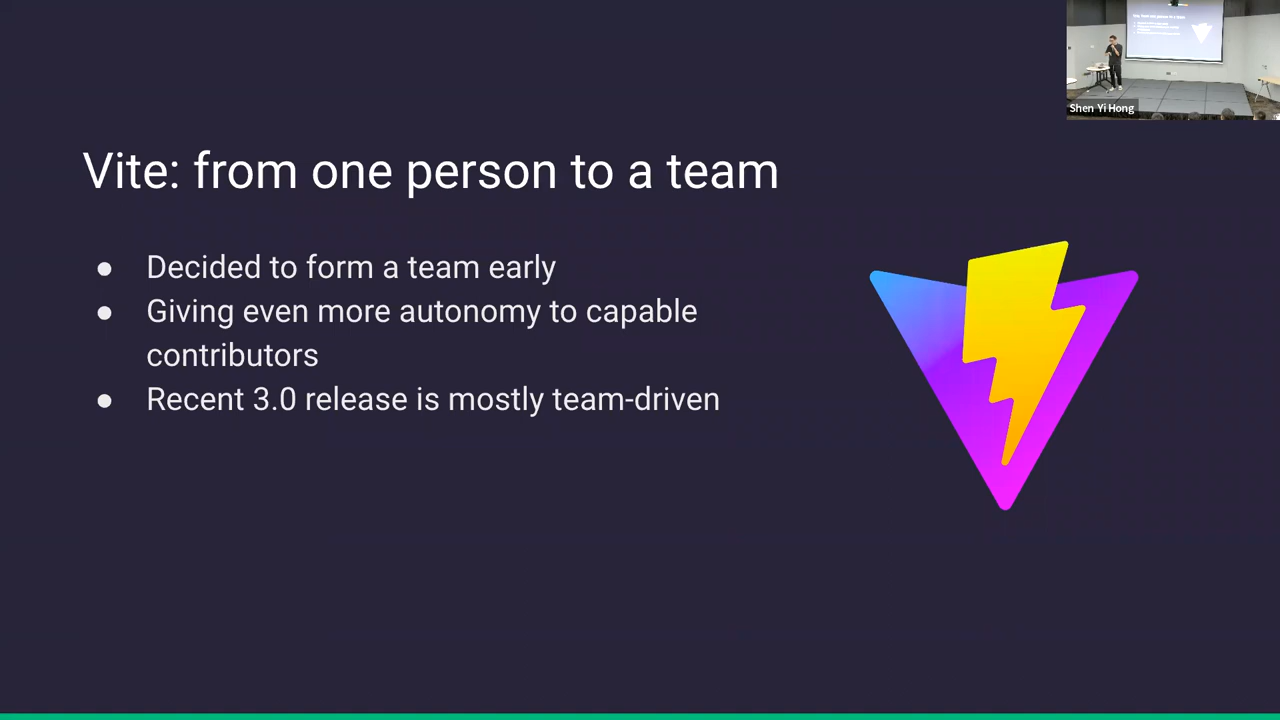 Shen Yi Hong
Vite: from one person to a team
● Decided to form a team early
● Giving even more autonomy to capable
contributors
● Recent 3.0 release is mostly team-driven